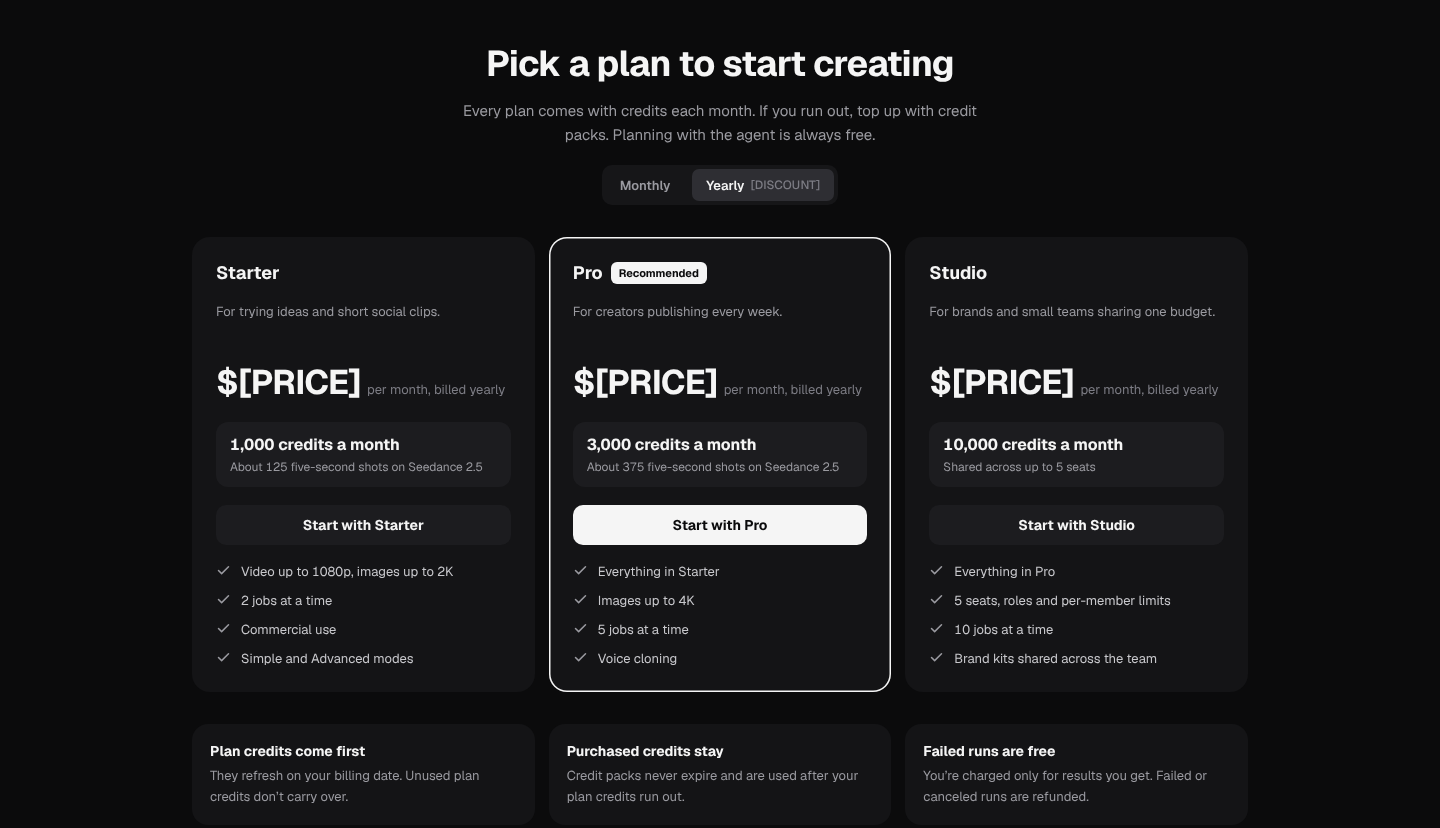 Pick a plan to start creating
Every plan comes with credits each month. If you run out, top up with credit
packs. Planning with the agent is always free.
Monthly
Yearly [DISCOUNT]
Starter
For trying ideas and short social clips.
$[PRICE] per month, billed yearly
1,000 credits a month
About 125 five-second shots on Seedance 2.5
Start with Starter
Video up to 1080p, images up to 2K
2 jobs at a time
Commercial use
Simple and Advanced modes
Pro Recommended
For creators publishing every week.
$[PRICE] per month, billed yearly
3,000 credits a month
About 375 five-second shots on Seedance 2.5
Start with Pro
Everything in Starter
Images up to 4K
5 jobs at a time
Voice cloning
Studio
For brands and small teams sharing one budget.
$[PRICE] per month, billed yearly
10,000 credits a month
Shared across up to 5 seats
Start with Studio
Everything in Pro
5 seats, roles and per-member limits
10 jobs at a time
Brand kits shared across the team
Plan credits come first
They refresh on your billing date. Unused plan
credits don't carry over.
Purchased credits stay
Credit packs never expire and are used after your
plan credits run out.
Failed runs are free
You're charged only for results you get. Failed or
canceled runs are refunded.